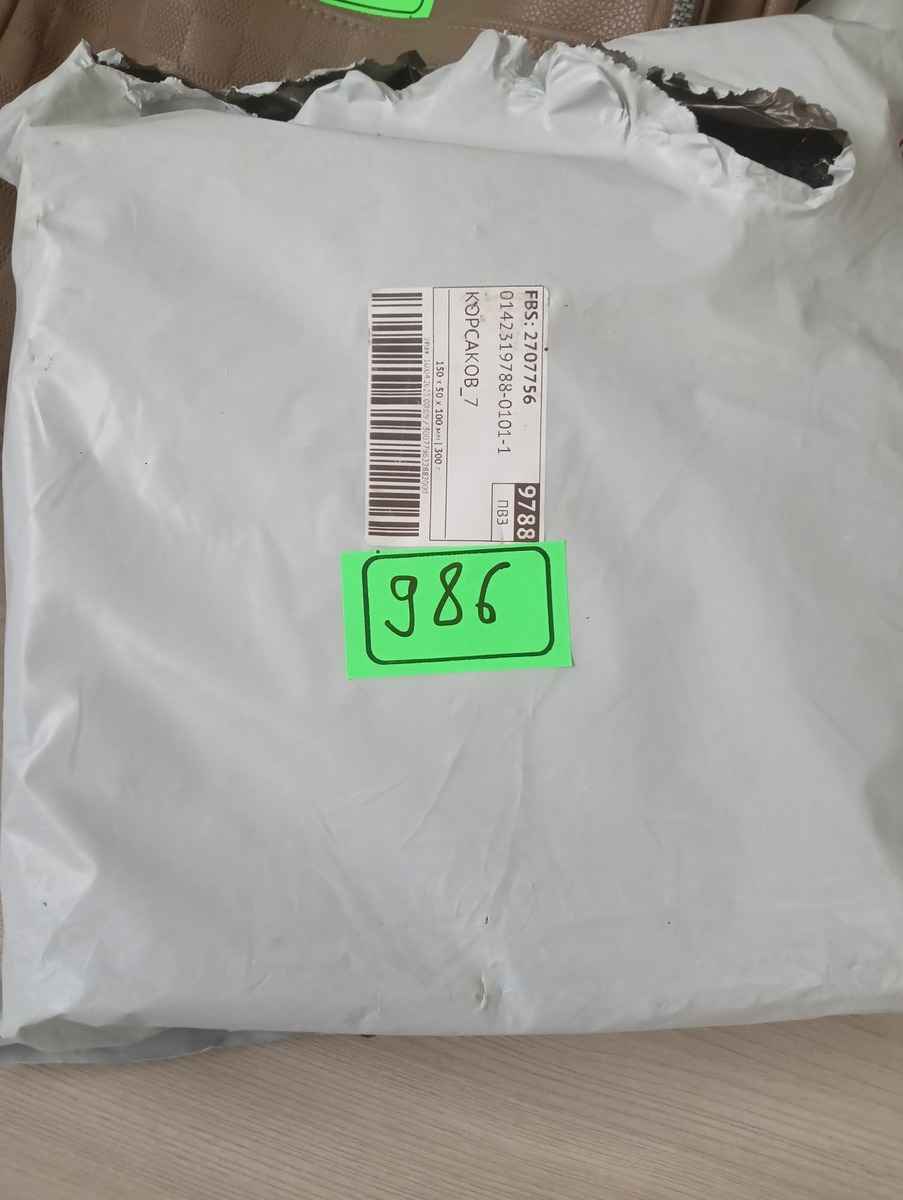 FBS: 2707756
9788
0142319788-0101-1
ПВЗ
КОРСАКОВ_7
150 x 50 x 100 мм | 300 г
986